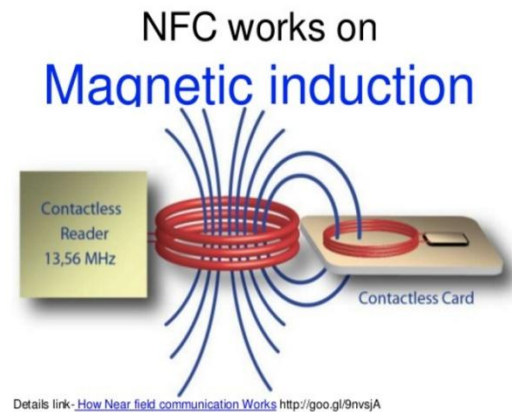 NFC works on
Magnetic induction
Contactless
Reader
13,56 MHz
Contactless Card
Details link- How Near field communication Works http://goo.gl/9nvsjA